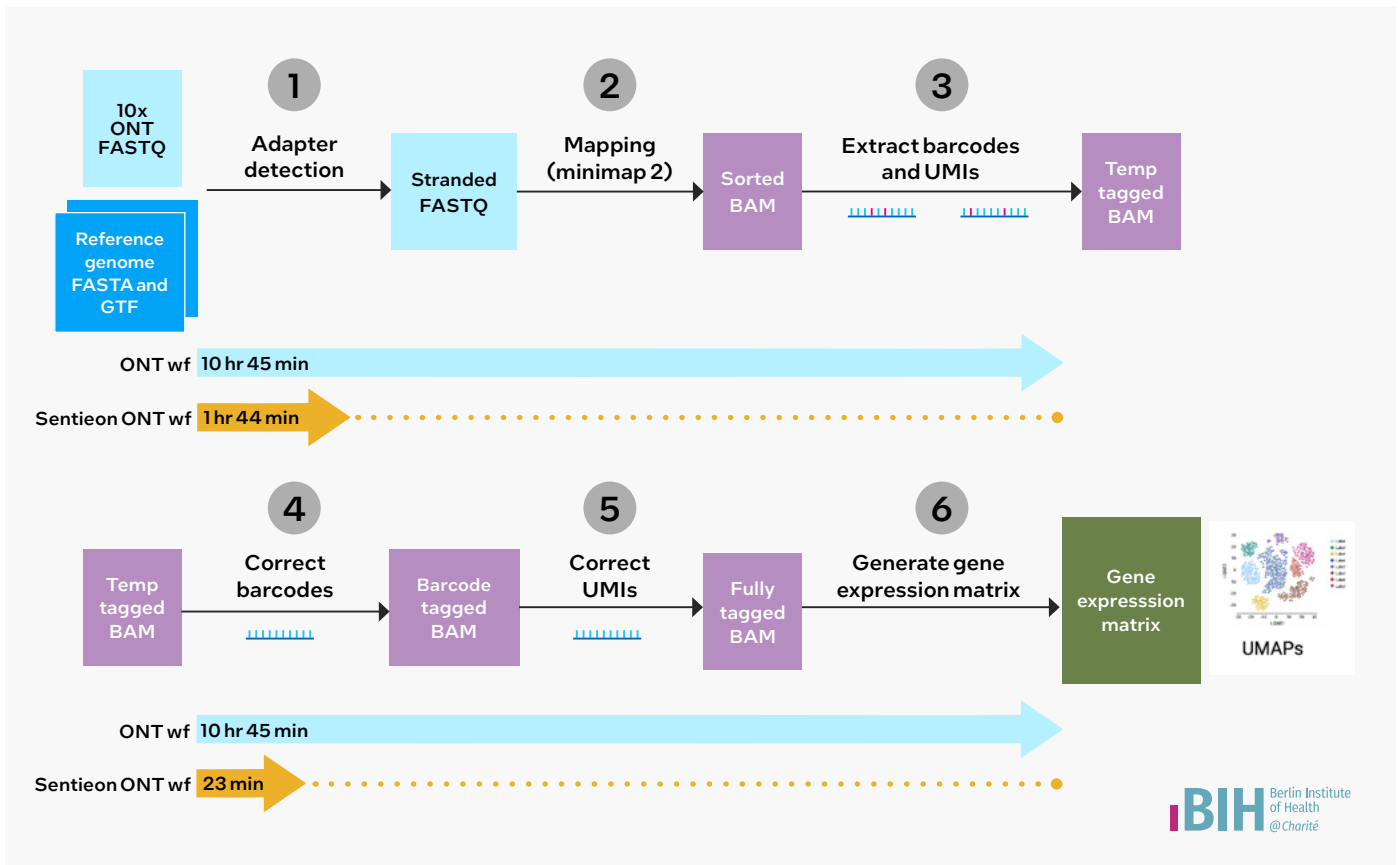 1
2
3
10x
ONT
FASTQ
Adapter
detection
Stranded
FASTQ
Mapping
(minimap 2)
Sorted
BAM
Extract barcodes
and UMIs
Temp
tagged
BAM
Reference
genome
FASTA and
GTF
ONT wf 10 hr 45 min
Sentieon ONT wf 1 hr 44 min
4
5
6
Temp
tagged
BAM
Correct
barcodes
Barcode
tagged
BAM
Correct
UMIs
Fully
tagged
BAM
Generate gene
expression matrix
Gene
expresssion
matrix
UMAPs
ONT wf 10 hr 45 min
Sentieon ONT wf 23 min
BIH
Berlin Institute
of Health
@Charité